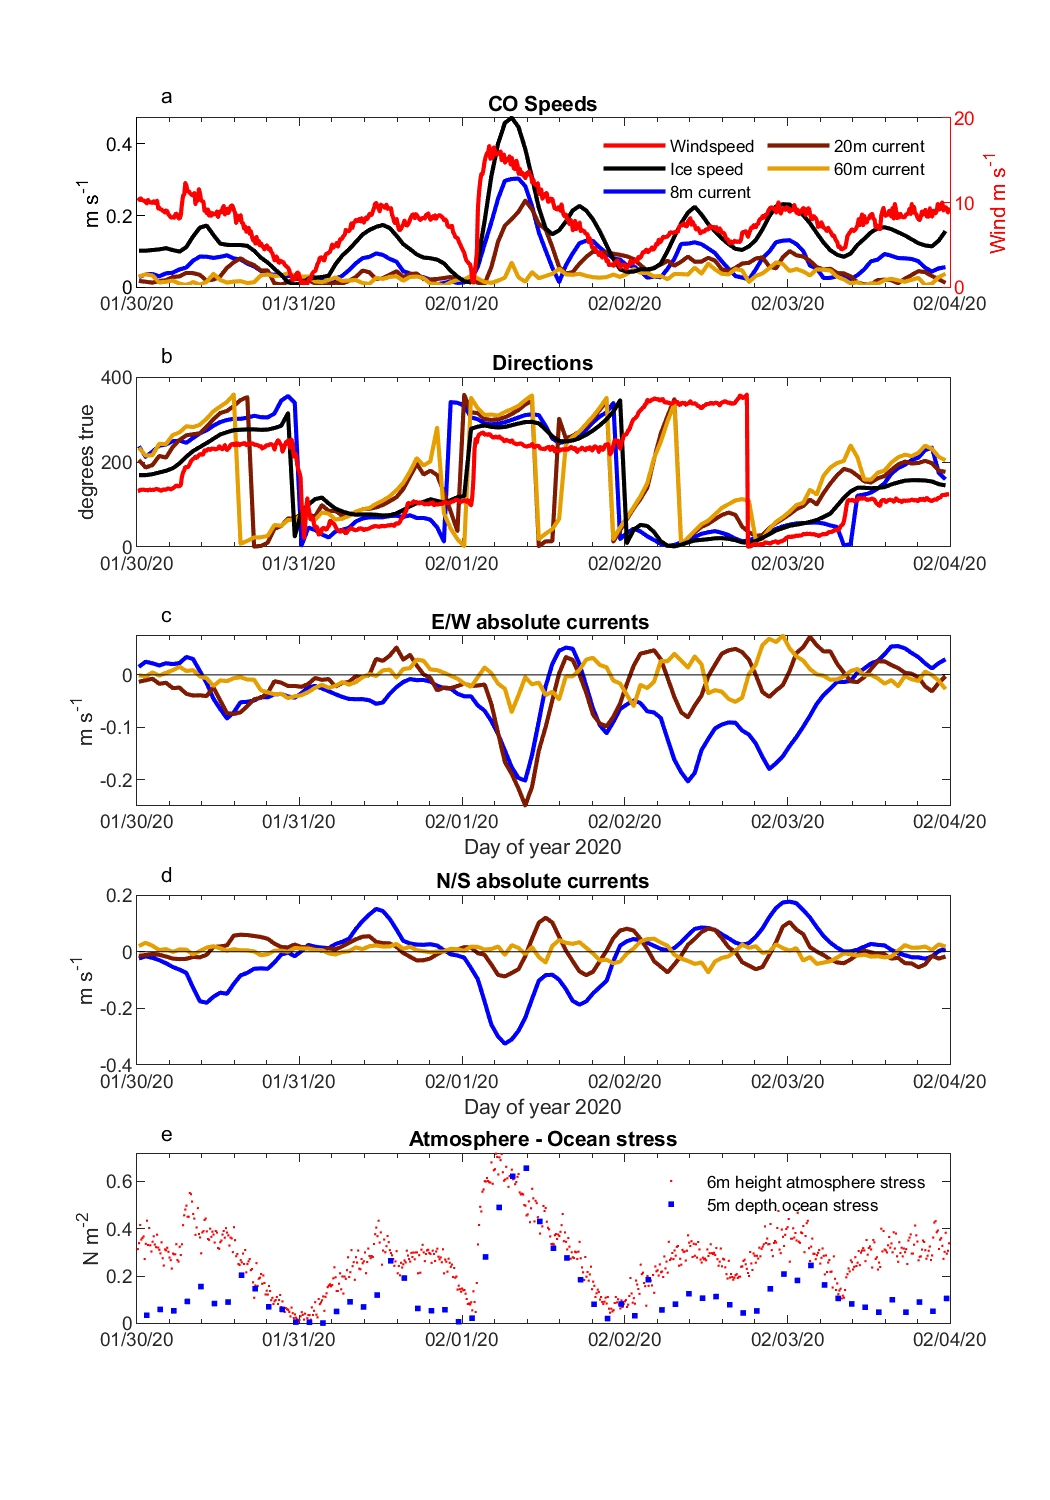 a
CO Speeds
0.4
0.2
0
m s-1
20
10
0
Wind m s-1
Windspeed
Ice speed
8m current
20m current
60m current
01/30/20 01/31/20 02/01/20 02/02/20 02/03/20 02/04/20
b
Directions
400
200
0
degrees true
01/30/20 01/31/20 02/01/20 02/02/20 02/03/20 02/04/20
c
E/W absolute currents
0
-0.1
-0.2
m s-1
01/30/20 01/31/20 02/01/20 02/02/20 02/03/20 02/04/20
Day of year 2020
d
N/S absolute currents
0.2
0
-0.2
-0.4
m s-1
01/30/20 01/31/20 02/01/20 02/02/20 02/03/20 02/04/20
Day of year 2020
e
Atmosphere - Ocean stress
0.6
0.4
0.2
0
N m-2
6m height atmosphere stress
5m depth ocean stress
01/30/20 01/31/20 02/01/20 02/02/20 02/03/20 02/04/20